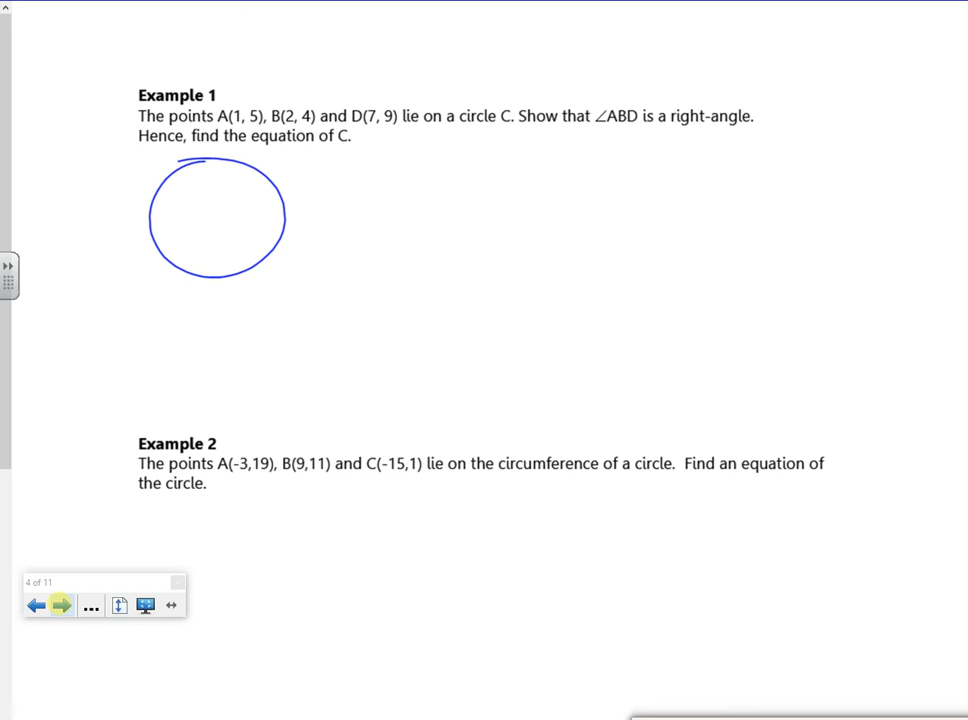 Example 1
The points A(1, 5), B(2, 4) and D(7, 9) lie on a circle C. Show that ∠ABD is a right-angle.
Hence, find the equation of C.
Example 2
The points A(-3,19), B(9,11) and C(-15,1) lie on the circumference of a circle.  Find an equation of
the circle.
4 of 11
...